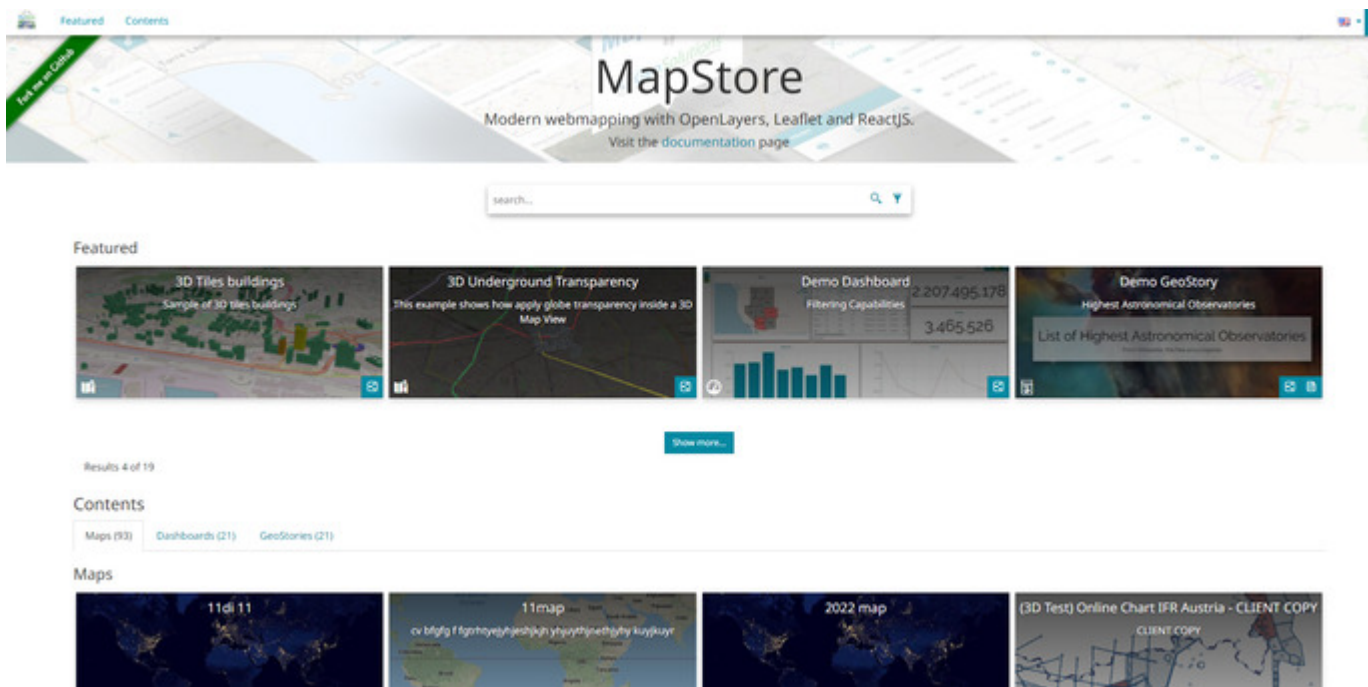 Featured Contents
Fork me on GitHub
MapStore
Modern webmapping with OpenLayers, Leaflet and ReactJS.
Visit the documentation page
search...
Featured
3D Tiles buildings
Sample of 3D tiles buildings
3D Underground Transparency
This example shows how apply globe transparency inside a 3D
Map View
Demo Dashboard
Filtering Capabilities
2.207.495.178
3.465.526
Demo GeoStory
Highest Astronomical Observatories
List of Highest Astronomical Observatories
Show more...
Results 4 of 19
Contents
Maps (93) Dashboards (21) GeoStories (21)
Maps
11di 11
11map
2022 map
(3D Test) Online Chart IFR Austria - CLIENT COPY
CLIENT COPY